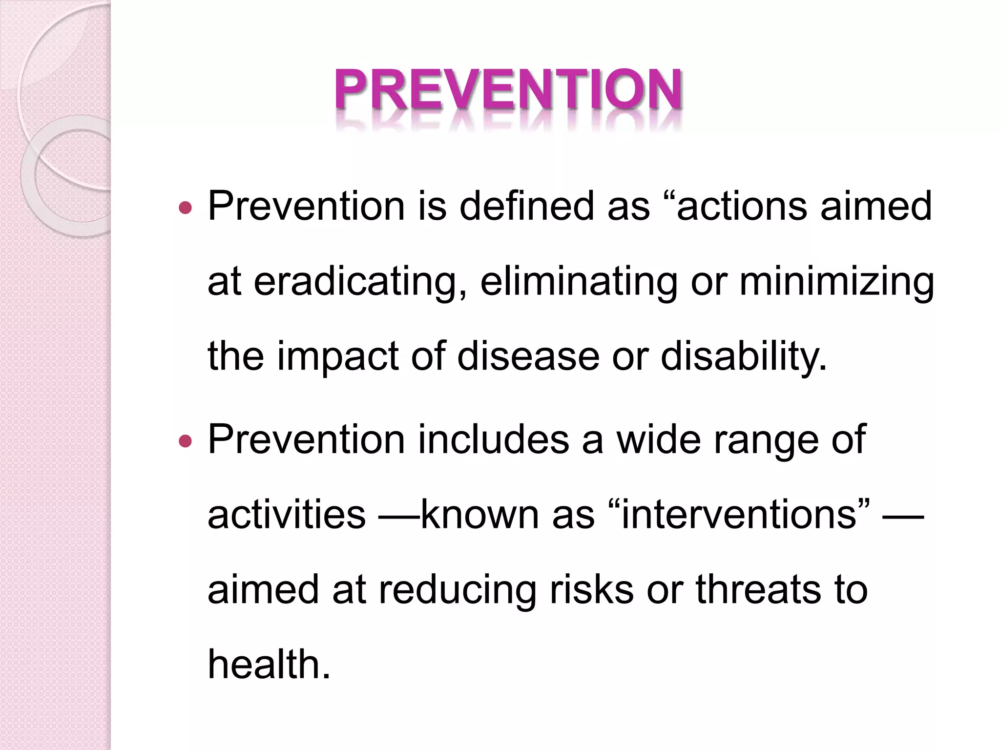 PREVENTION
• Prevention is defined as “actions aimed
at eradicating, eliminating or minimizing
the impact of disease or disability.
• Prevention includes a wide range of
activities —known as “interventions” —
aimed at reducing risks or threats to
health.